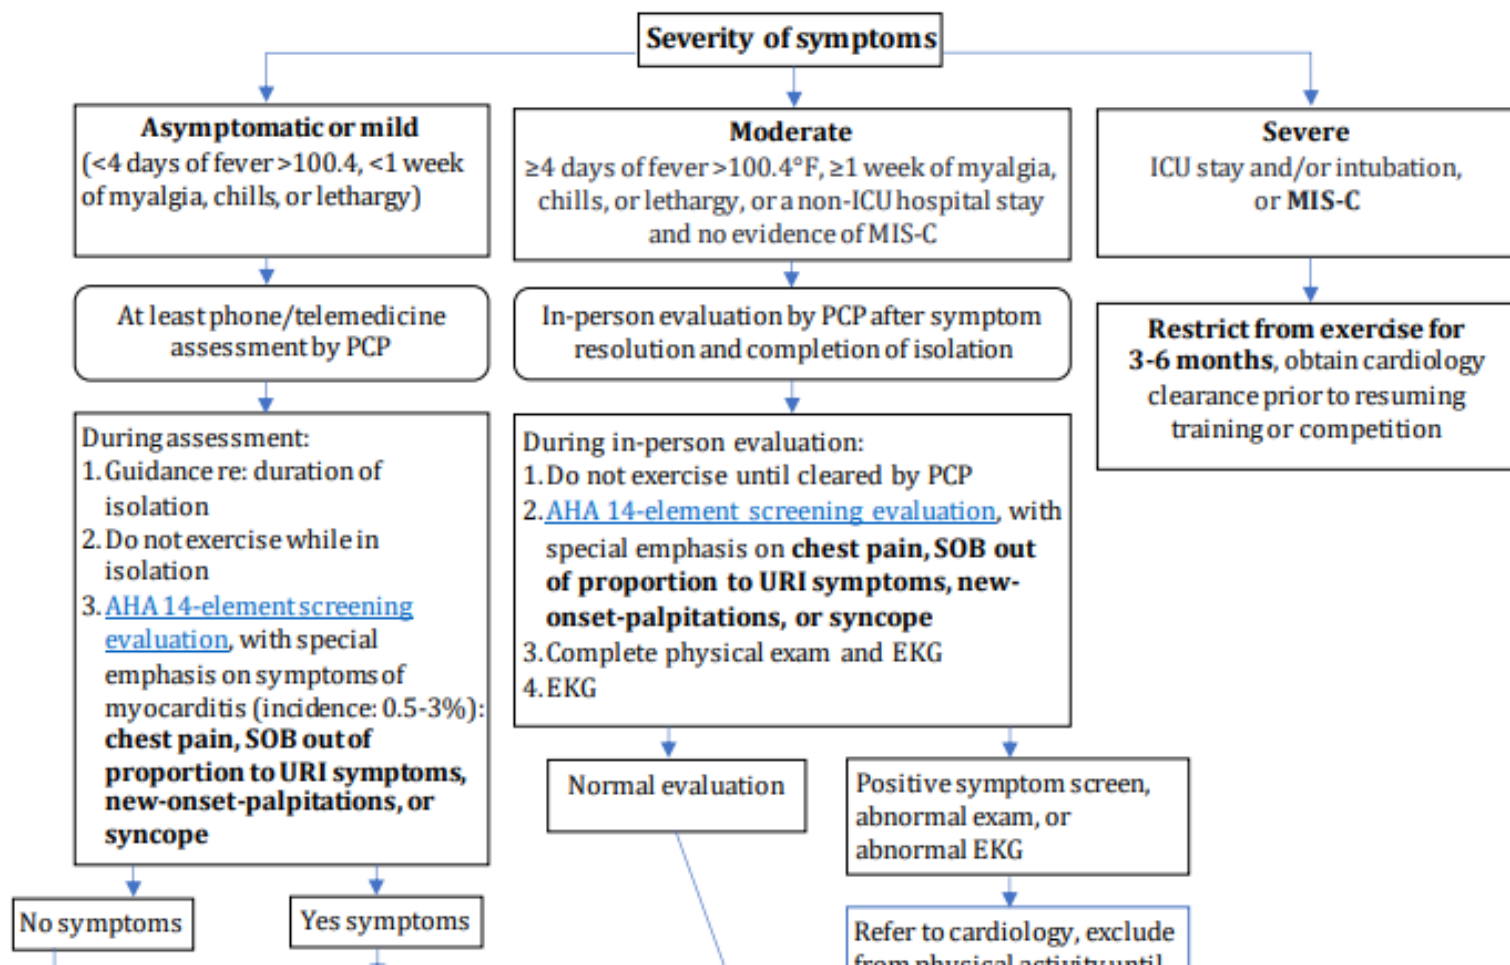 Severity of symptoms
Asymptomatic or mild
(<4 days of fever >100.4, <1 week
of myalgia, chills, or lethargy)
Moderate
≥4 days of fever >100.4°F, ≥1 week of myalgia,
chills, or lethargy, or a non-ICU hospital stay
and no evidence of MIS-C
Severe
ICU stay and/or intubation,
or MIS-C
At least phone/telemedicine
assessment by PCP
In-person evaluation by PCP after symptom
resolution and completion of isolation
Restrict from exercise for
3-6 months, obtain cardiology
clearance prior to resuming
training or competition
During assessment:
1. Guidance re: duration of
isolation
2. Do not exercise while in
isolation
3. AHA 14-element screening
evaluation, with special
emphasis on symptoms of
myocarditis (incidence: 0.5-3%):
chest pain, SOB out of
proportion to URI symptoms,
new-onset-palpitations, or
syncope
During in-person evaluation:
1. Do not exercise until cleared by PCP
2. AHA 14-element screening evaluation, with
special emphasis on chest pain, SOB out
of proportion to URI symptoms, new-
onset-palpitations, or syncope
3. Complete physical exam and EKG
4. EKG
Normal evaluation
Positive symptom screen,
abnormal exam, or
abnormal EKG
No symptoms
Yes symptoms
Refer to cardiology, exclude
from physical activity until